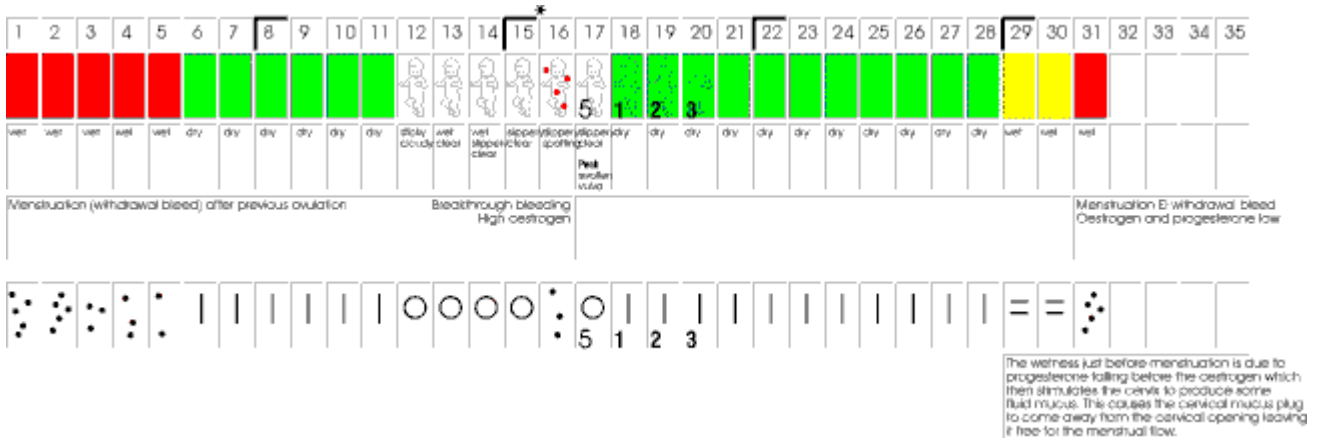 *
1 2 3 4 5 6 7 8 9 10 11 12 13 14 15 16 17 18 19 20 21 22 23 24 25 26 27 28 29 30 31 32 33 34 35
5 1 2 3
wet wet wet wet wet dry dry dry dry dry dry sticky wet wet slippery slippery slippery dry dry dry dry dry dry dry dry dry dry dry wet wet wet
cloudy clear slippery clear spotting clear
clear
Peak
swollen
vulva
Menstruation (withdrawal bleed) after previous ovulation
Breakthrough bleeding
High oestrogen
Menstruation & withdrawal bleed
Oestrogen and progesterone low
5 1 2 3
The wetness just before menstruation is due to
progesterone falling before the oestrogen which
then stimulates the cervix to produce some
fluid mucus. This causes the cervical mucus plug
to come away from the cervical opening leaving
it free for the menstrual flow.